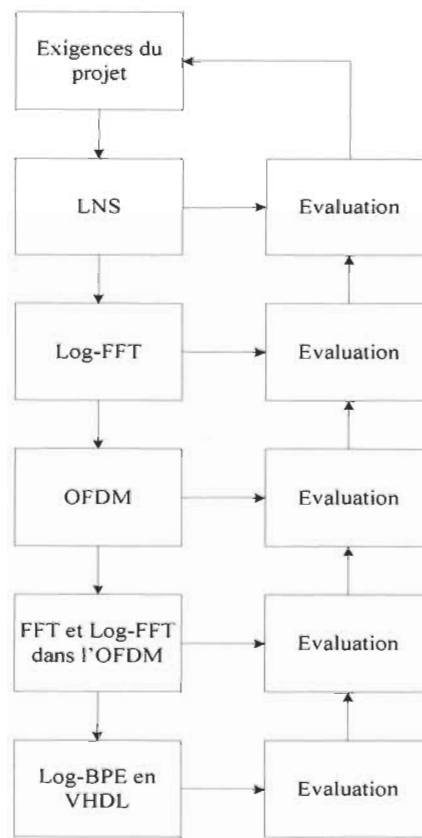 Exigences du
projet
LNS
Evaluation
Log-FFT
Evaluation
OFDM
Evaluation
FFT et Log-FFT
dans l'OFDM
Evaluation
Log-BPE en
VHDL
Evaluation